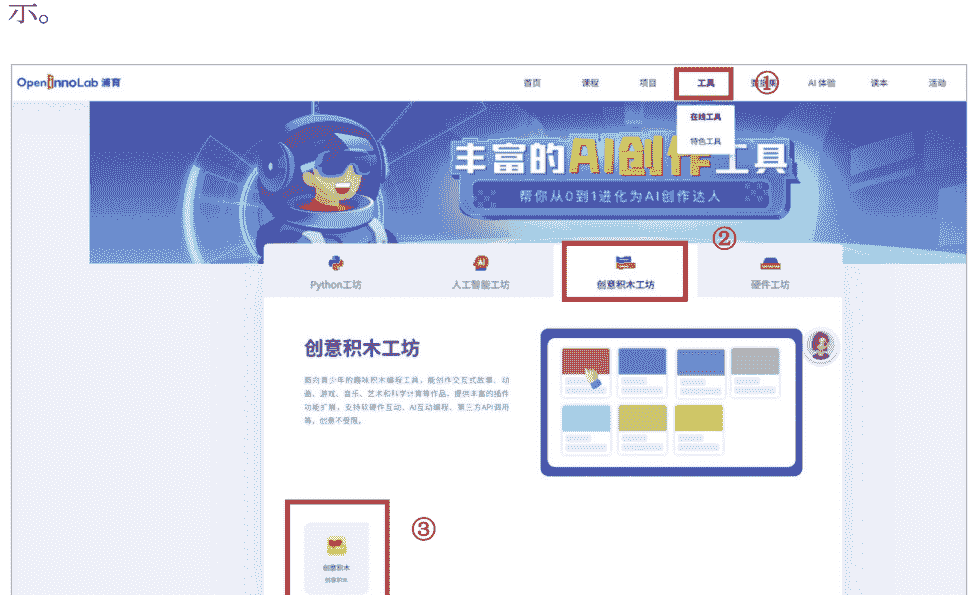 示。
OpenInnoLab 浦育
首页 课程 项目 工具 数据集 AI 体验 读本 活动
①
在线工具
特色工具
丰富的AI创作工具
帮你从0到1进化为AI创作达人
②
Python工坊 人工智能工坊 创意积木工坊 硬件工坊
创意积木工坊
面向青少年的趣味积木编程工具，能创作交互式故事、动
画、游戏、音乐、艺术和科学计算等作品，提供丰富的插件
功能扩展，支持软硬件互动、AI互动编程、第三方API调用
等，创意不受限。
③
创意积木
创意积木